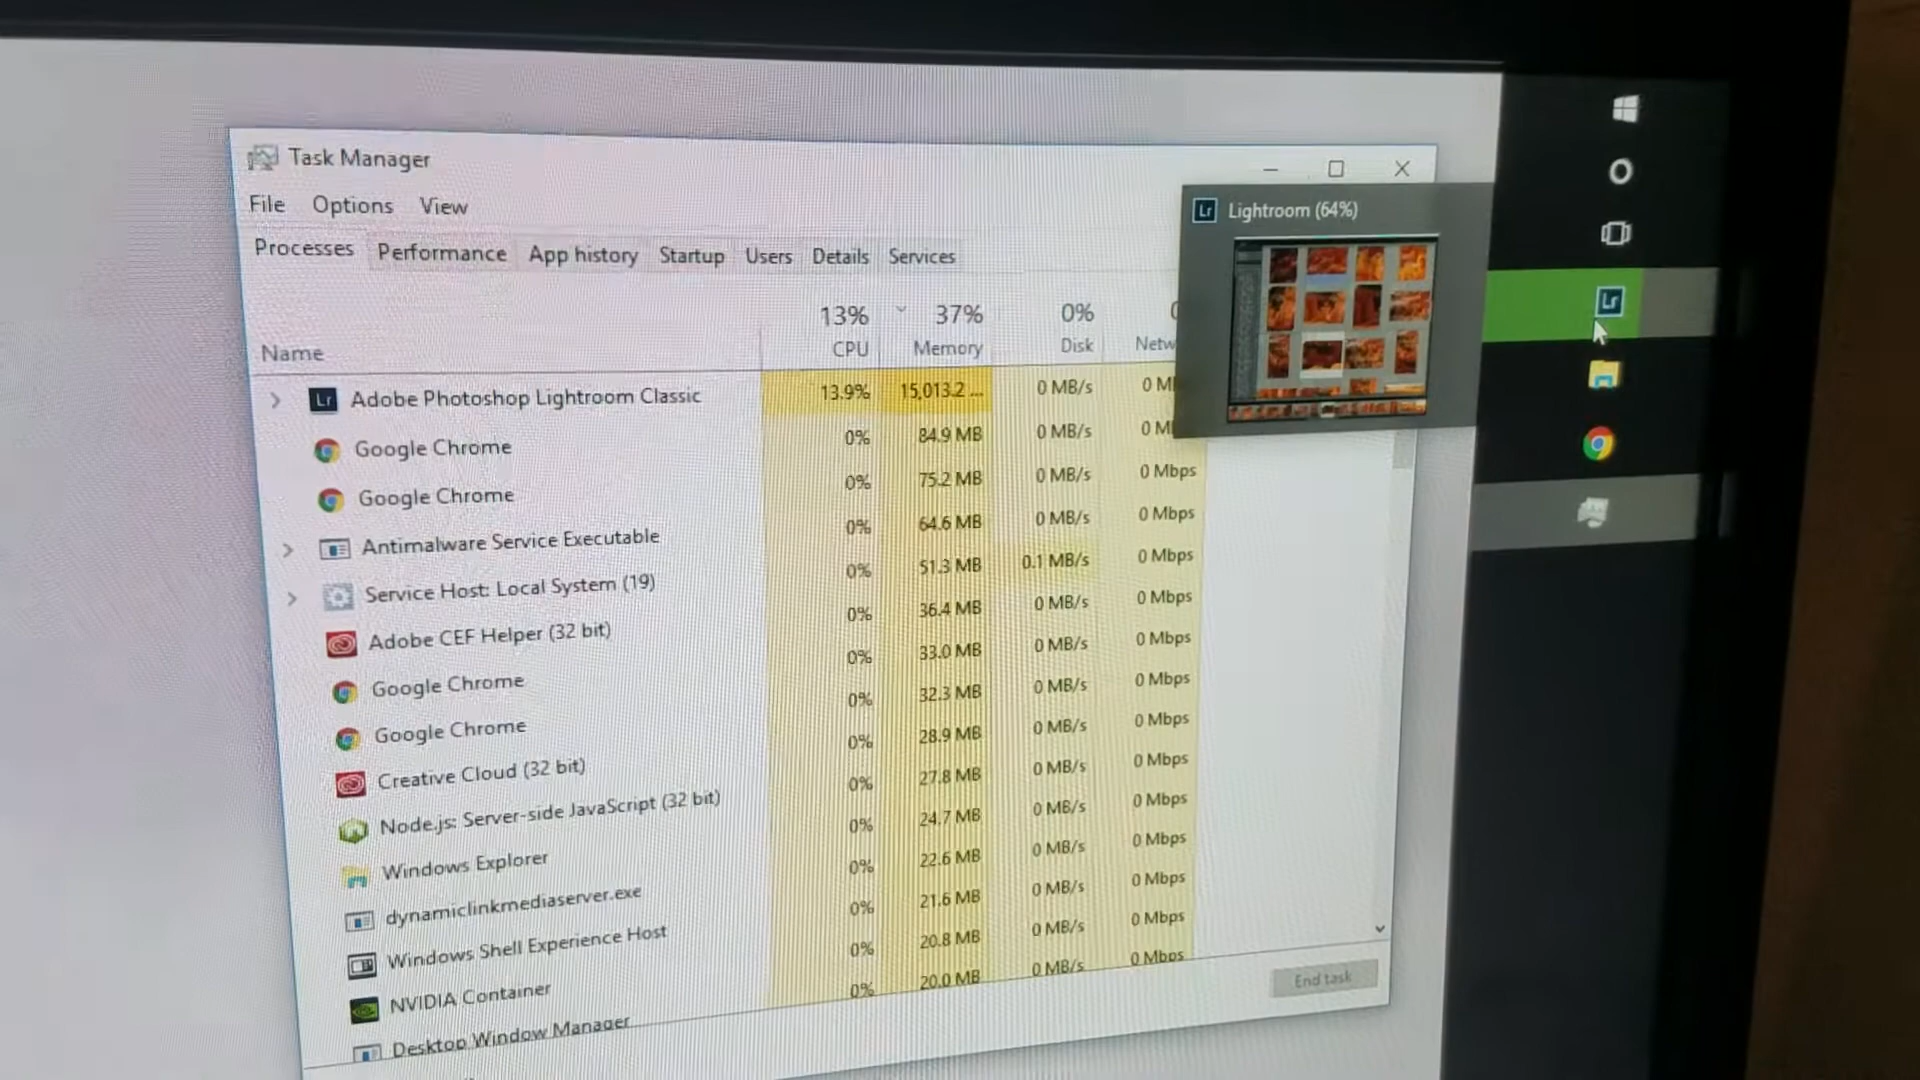 Task Manager
File Options View
Lr Lightroom (64%)
Processes Performance App history Startup Users Details Services
13% 37% 0%
Name CPU Memory Disk
Lr Adobe Photoshop Lightroom Classic 13.9% 15,013.2 ... 0 MB/s
Google Chrome 0% 84.9 MB 0 MB/s
Google Chrome 0% 75.2 MB 0 MB/s 0 Mbps
Antimalware Service Executable 0% 64.6 MB 0 MB/s 0 Mbps
Service Host: Local System (19) 0% 51.3 MB 0.1 MB/s 0 Mbps
Adobe CEF Helper (32 bit) 0% 36.4 MB 0 MB/s 0 Mbps
Google Chrome 0% 33.0 MB 0 MB/s 0 Mbps
Google Chrome 0% 32.3 MB 0 MB/s 0 Mbps
Creative Cloud (32 bit) 0% 28.9 MB 0 MB/s 0 Mbps
Node.js: Server-side JavaScript (32 bit) 0% 27.8 MB 0 MB/s 0 Mbps
Windows Explorer 0% 24.7 MB 0 MB/s 0 Mbps
dynamiclinkmediaserver.exe 0% 22.6 MB 0 MB/s 0 Mbps
Windows Shell Experience Host 0% 21.6 MB 0 MB/s 0 Mbps
NVIDIA Container 0% 20.8 MB 0 MB/s 0 Mbps
Desktop Window Manager 0% 20.0 MB 0 MB/s 0 Mbps
End task
Lr